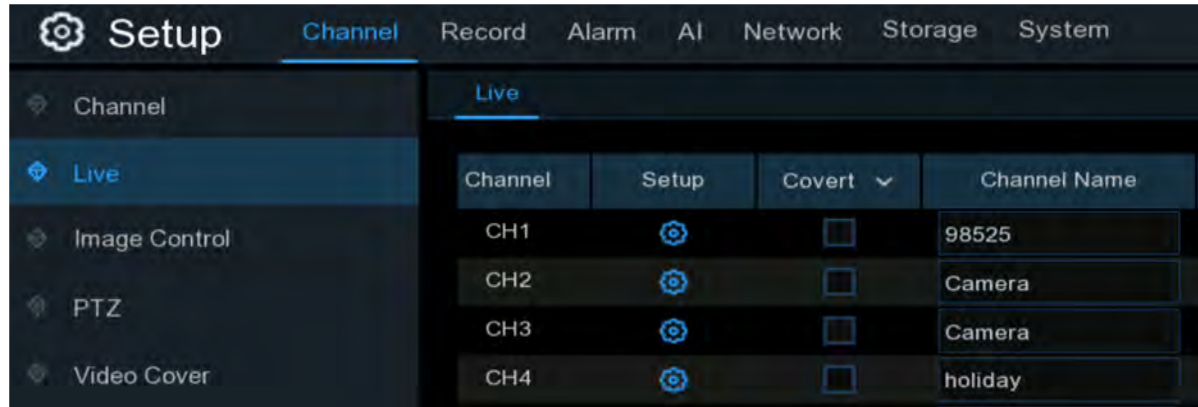 Setup Channel Record Alarm AI Network Storage System
Channel
Live
Image Control
PTZ
Video Cover
Live
Channel Setup Covert Channel Name
CH1 98525
CH2 Camera
CH3 Camera
CH4 holiday